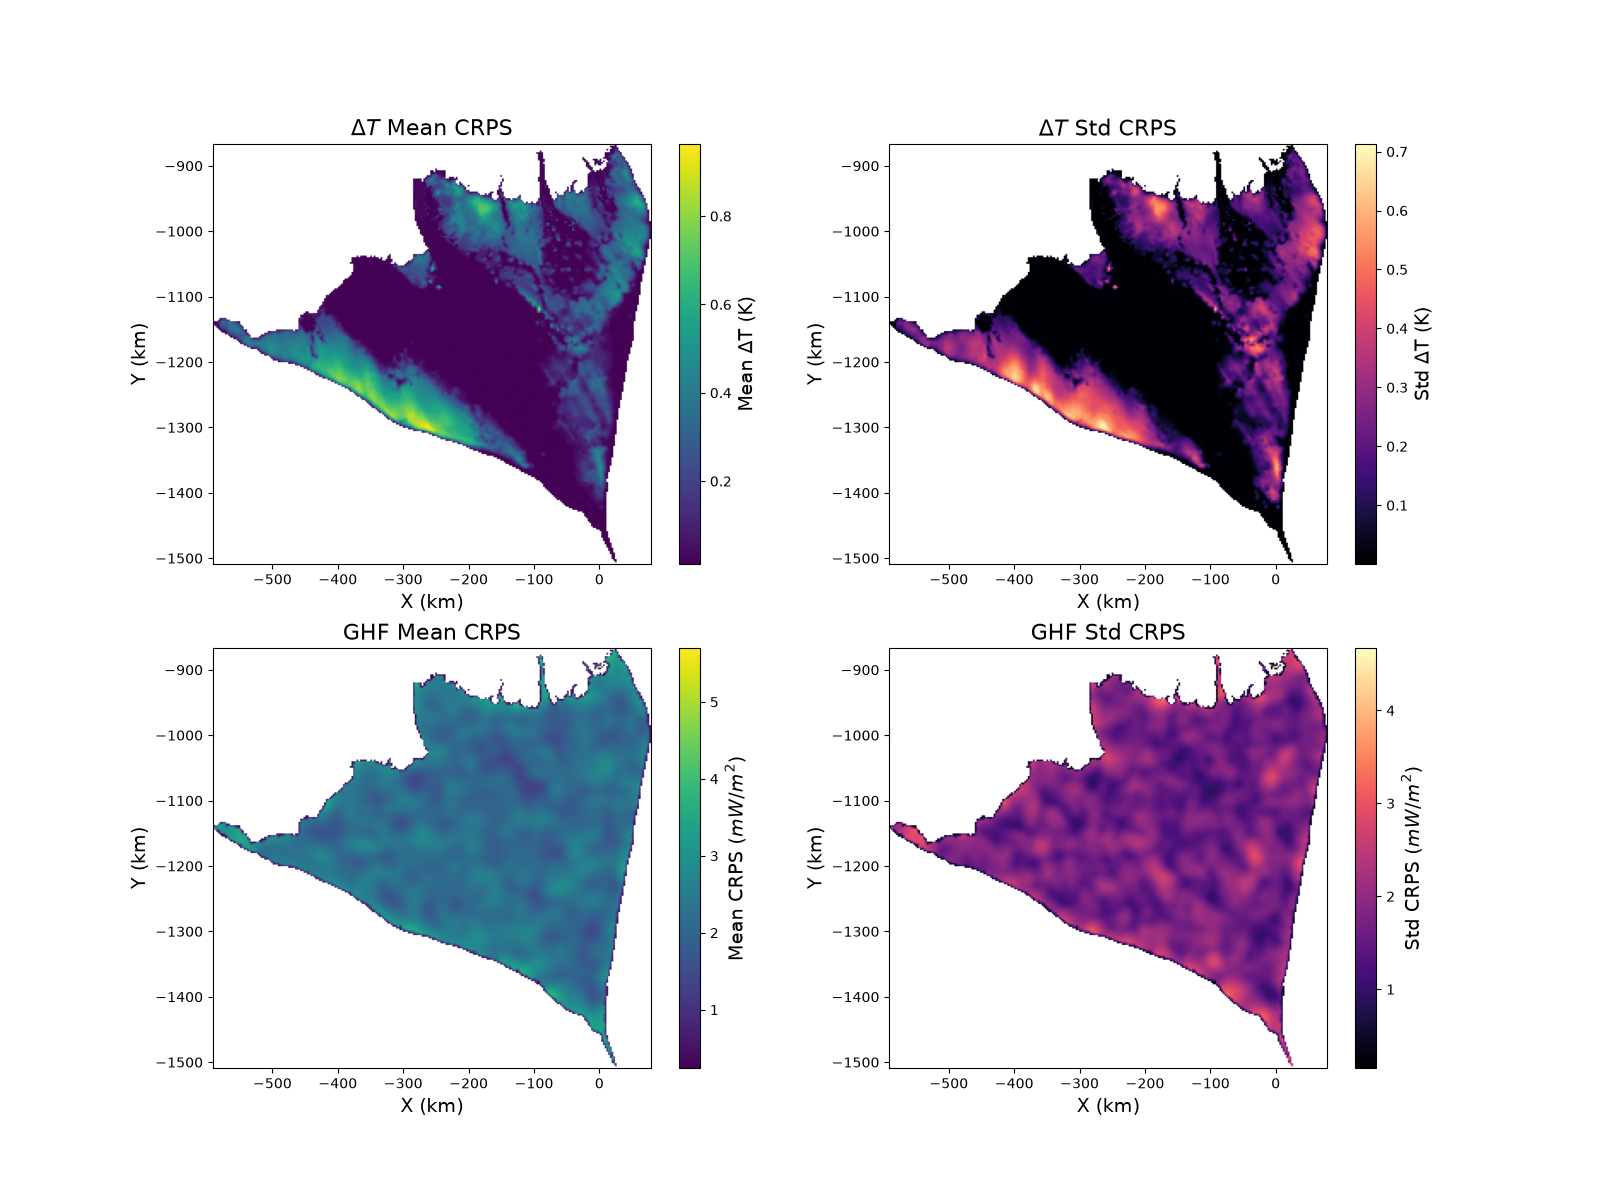 ΔT Mean CRPS
−900
−1000
−1100
−1200
−1300
−1400
−1500
Y (km)
−500 −400 −300 −200 −100 0
X (km)
0.8
0.6
0.4
0.2
Mean ΔT (K)
ΔT Std CRPS
−900
−1000
−1100
−1200
−1300
−1400
−1500
Y (km)
−500 −400 −300 −200 −100 0
X (km)
0.7
0.6
0.5
0.4
0.3
0.2
0.1
Std ΔT (K)
GHF Mean CRPS
−900
−1000
−1100
−1200
−1300
−1400
−1500
Y (km)
−500 −400 −300 −200 −100 0
X (km)
5
4
3
2
1
Mean CRPS (mW/m²)
GHF Std CRPS
−900
−1000
−1100
−1200
−1300
−1400
−1500
Y (km)
−500 −400 −300 −200 −100 0
X (km)
4
3
2
1
Std CRPS (mW/m²)